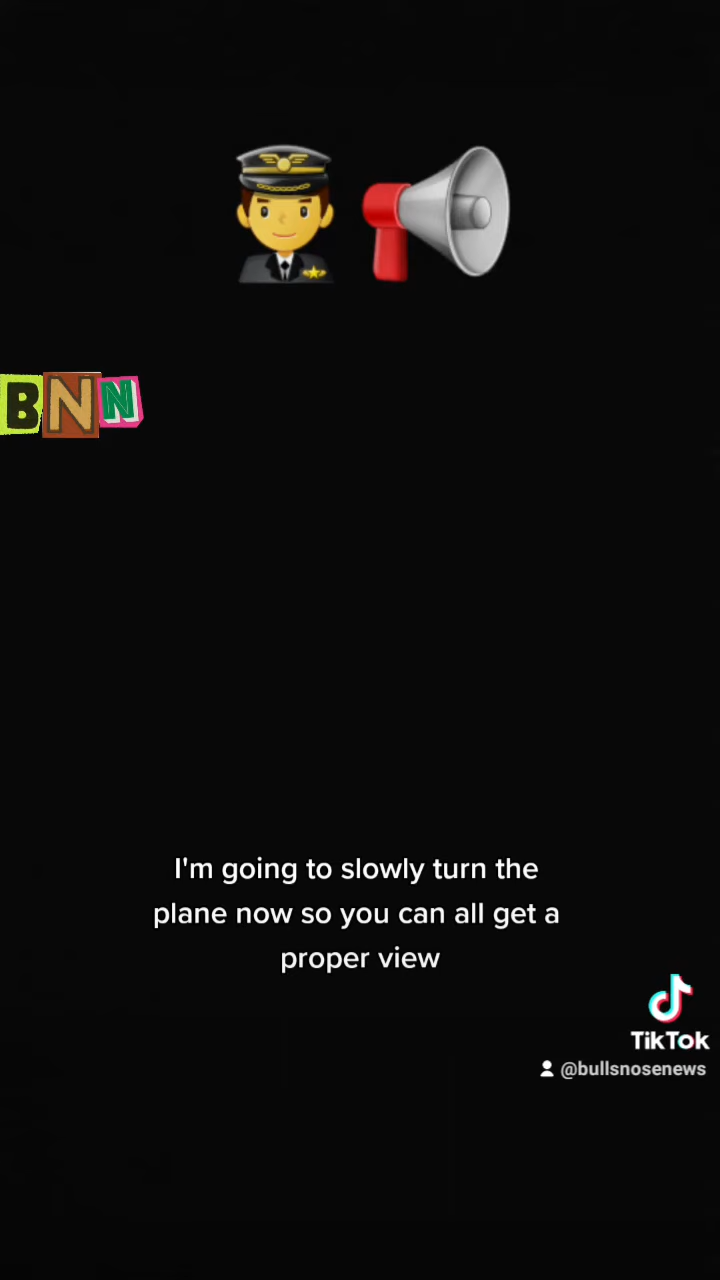 BNN
I'm going to slowly turn the
plane now so you can all get a
proper view
TikTok
@bullsnosenews